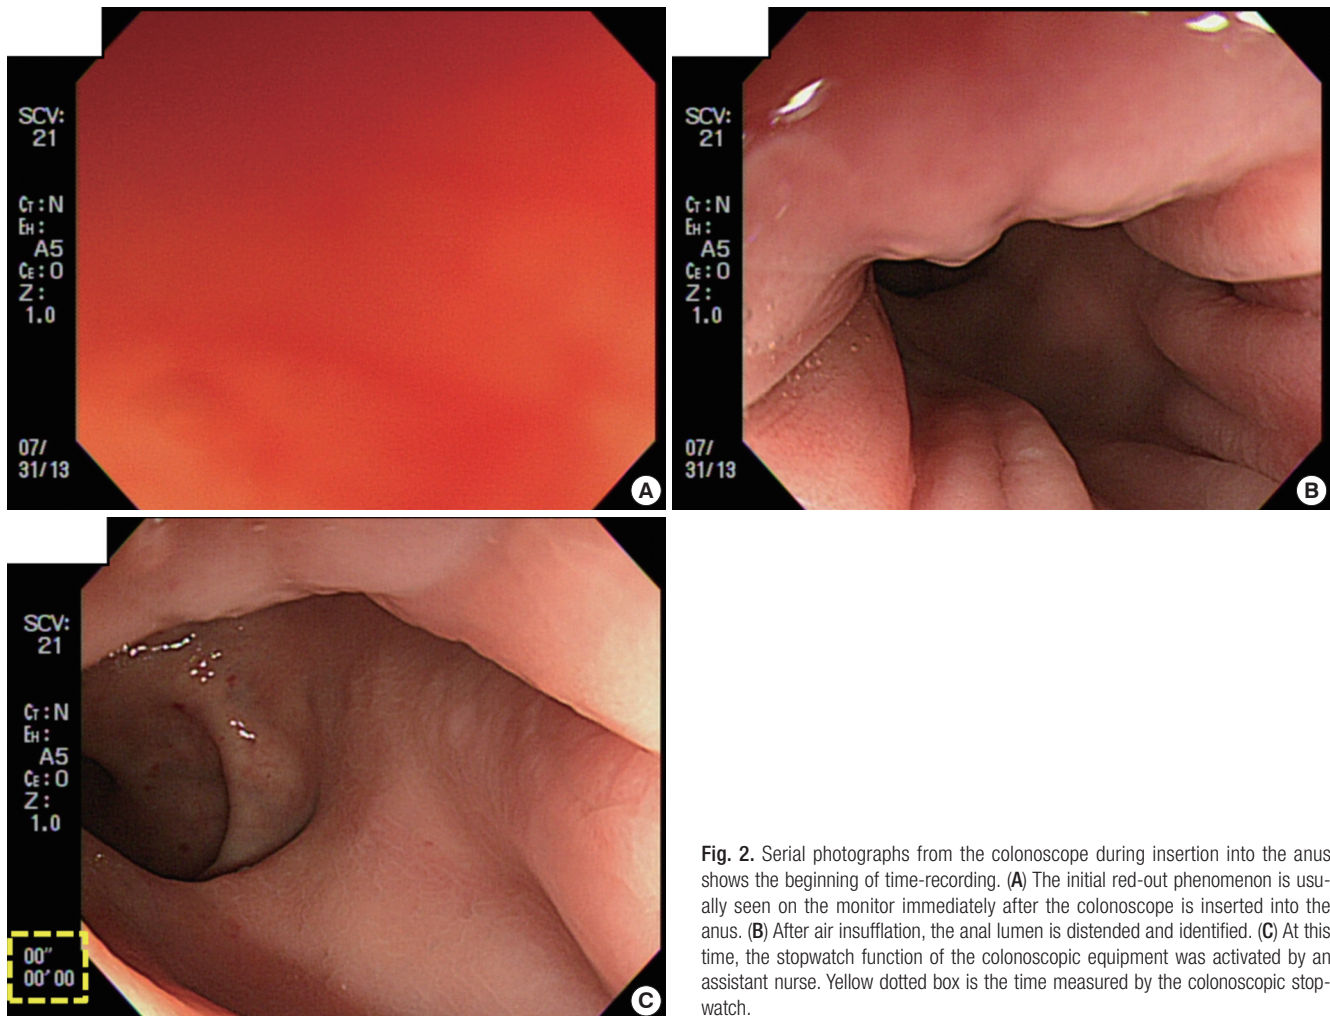 SCV:
21
CT:N
EH:
A5
CE:0
Z:
1.0
07/
31/13
A
SCV:
21
CT:N
EH:
A5
CE:0
Z:
1.0
07/
31/13
B
SCV:
21
CT:N
EH:
A5
CE:0
Z:
1.0
00"
00'00
C
Fig. 2. Serial photographs from the colonoscope during insertion into the anus
shows the beginning of time-recording. (A) The initial red-out phenomenon is usu-
ally seen on the monitor immediately after the colonoscope is inserted into the
anus. (B) After air insufflation, the anal lumen is distended and identified. (C) At this
time, the stopwatch function of the colonoscopic equipment was activated by an
assistant nurse. Yellow dotted box is the time measured by the colonoscopic stop-
watch.